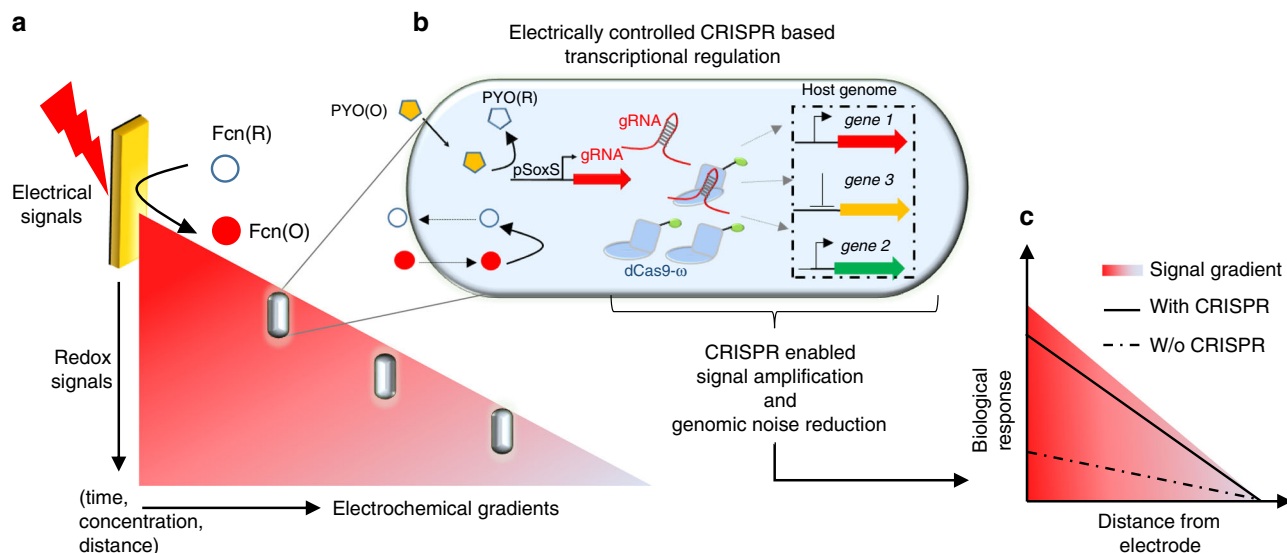 a
Electrical
signals
Fcn(R)
Fcn(O)
Redox
signals
(time,
concentration,
distance)
Electrochemical gradients
b
Electrically controlled CRISPR based
transcriptional regulation
PYO(O)
PYO(R)
pSoxS
gRNA
gRNA
dCas9-ω
Host genome
gene 1
gene 3
gene 2
CRISPR enabled
signal amplification
and
genomic noise reduction
c
Signal gradient
With CRISPR
W/o CRISPR
Biological
response
Distance from
electrode